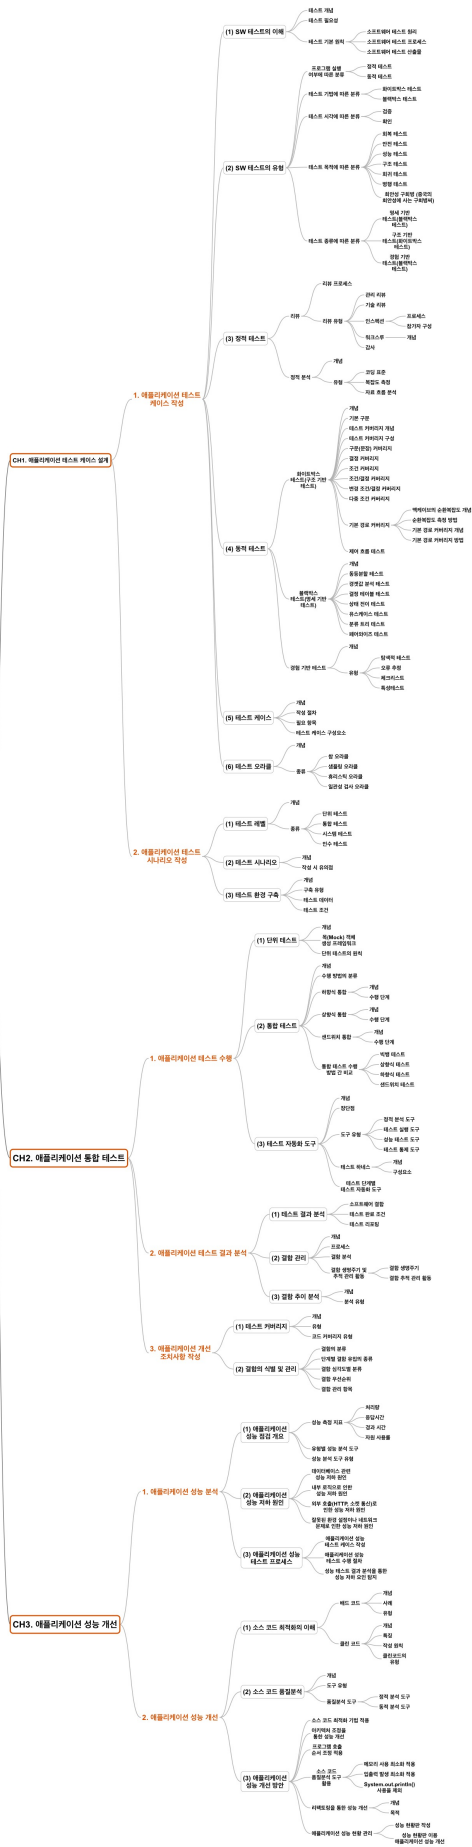 CH1. 애플리케이션 테스트 케이스 설계
1. 애플리케이션 테스트
케이스 작성
(1) SW 테스트의 이해
테스트 개념
테스트 필요성
테스트 기본 원칙
소프트웨어 테스트 원리
소프트웨어 테스트 프로세스
소프트웨어 테스트 산출물
(2) SW 테스트의 유형
프로그램 실행
여부에 따른 분류
정적 테스트
동적 테스트
테스트 기법에 따른 분류
화이트박스 테스트
블랙박스 테스트
테스트 시각에 따른 분류
검증
확인
테스트 목적에 따른 분류
회복 테스트
안전 테스트
성능 테스트
구조 테스트
회귀 테스트
병행 테스트
회안성 구회병 (중국의
회안성에 사는 구회병씨)
테스트 종류에 따른 분류
명세 기반
테스트(블랙박스
테스트)
구조 기반
테스트(화이트박스
테스트)
경험 기반
테스트(블랙박스
테스트)
(3) 정적 테스트
리뷰
리뷰 프로세스
리뷰 유형
관리 리뷰
기술 리뷰
인스펙션
프로세스
참가자 구성
워크스루
개념
감사
정적 분석
개념
유형
코딩 표준
복잡도 측정
자료 흐름 분석
(4) 동적 테스트
화이트박스
테스트(구조 기반
테스트)
개념
기본 구문
테스트 커버리지 개념
테스트 커버리지 구성
구문(문장) 커버리지
결정 커버리지
조건 커버리지
조건/결정 커버리지
변경 조건/결정 커버리지
다중 조건 커버리지
기본 경로 커버리지
맥케이브의 순환복잡도 개념
순환복잡도 측정 방법
기본 경로 커버리지 개념
기본 경로 커버리지 방법
제어 흐름 테스트
블랙박스
테스트(명세 기반
테스트)
개념
동등분할 테스트
경곗값 분석 테스트
결정 테이블 테스트
상태 전이 테스트
유스케이스 테스트
분류 트리 테스트
페어와이즈 테스트
경험 기반 테스트
개념
유형
탐색적 테스트
오류 추정
체크리스트
특성테스트
(5) 테스트 케이스
개념
작성 절차
필요 항목
테스트 케이스 구성요소
(6) 테스트 오라클
개념
종류
참 오라클
샘플링 오라클
휴리스틱 오라클
일관성 검사 오라클
2. 애플리케이션 테스트
시나리오 작성
(1) 테스트 레벨
개념
종류
단위 테스트
통합 테스트
시스템 테스트
인수 테스트
(2) 테스트 시나리오
개념
작성 시 유의점
(3) 테스트 환경 구축
개념
구축 유형
테스트 데이터
테스트 조건
CH2. 애플리케이션 통합 테스트
1. 애플리케이션 테스트 수행
(1) 단위 테스트
개념
목(Mock) 객체
생성 프레임워크
단위 테스트의 원칙
(2) 통합 테스트
개념
수행 방법의 분류
하향식 통합
개념
수행 단계
상향식 통합
개념
수행 단계
샌드위치 통합
개념
수행 단계
통합 테스트 수행
방법 간 비교
빅뱅 테스트
상향식 테스트
하향식 테스트
샌드위치 테스트
(3) 테스트 자동화 도구
개념
장단점
도구 유형
정적 분석 도구
테스트 실행 도구
성능 테스트 도구
테스트 통제 도구
테스트 하네스
개념
구성요소
테스트 단계별
테스트 자동화 도구
2. 애플리케이션 테스트 결과 분석
(1) 테스트 결과 분석
소프트웨어 결함
테스트 완료 조건
테스트 리포팅
(2) 결함 관리
개념
프로세스
결함 분석
결함 생명주기 및
추적 관리 활동
결함 생명주기
결함 추적 관리 활동
(3) 결함 추이 분석
개념
분석 유형
3. 애플리케이션 개선
조치사항 작성
(1) 테스트 커버리지
개념
유형
코드 커버리지 유형
(2) 결함의 식별 및 관리
결함의 분류
단계별 결함 유입의 종류
결함 심각도별 분류
결함 우선순위
결함 관리 항목
CH3. 애플리케이션 성능 개선
1. 애플리케이션 성능 분석
(1) 애플리케이션
성능 점검 개요
성능 측정 지표
처리량
응답시간
경과 시간
자원 사용률
유형별 성능 분석 도구
성능 분석 도구 유형
(2) 애플리케이션
성능 저하 원인
데이터베이스 관련
성능 저하 원인
내부 로직으로 인한
성능 저하 원인
외부 호출(HTTP, 소켓 통신)로
인한 성능 저하 원인
잘못된 환경 설정이나 네트워크
문제로 인한 성능 저하 원인
(3) 애플리케이션 성능
테스트 프로세스
애플리케이션 성능
테스트 케이스 작성
애플리케이션 성능
테스트 수행 절차
성능 테스트 결과 분석을 통한
성능 저하 요인 탐지
2. 애플리케이션 성능 개선
(1) 소스 코드 최적화의 이해
배드 코드
개념
사례
유형
클린 코드
개념
특징
작성 원칙
클린코드의
유형
(2) 소스 코드 품질분석
개념
도구 유형
품질분석 도구
정적 분석 도구
동적 분석 도구
(3) 애플리케이션
성능 개선 방안
소스 코드 최적화 기법 적용
아키텍처 조정을
통한 성능 개선
프로그램 호출
순서 조정 적용
소스 코드
품질분석 도구
활용
메모리 사용 최소화 적용
입출력 발생 최소화 적용
System.out.println()
사용을 제외
리팩토링을 통한 성능 개선
개념
목적
애플리케이션 성능 현황 관리
성능 현황판 작성
성능 현황판 이용
애플리케이션 성능 개선